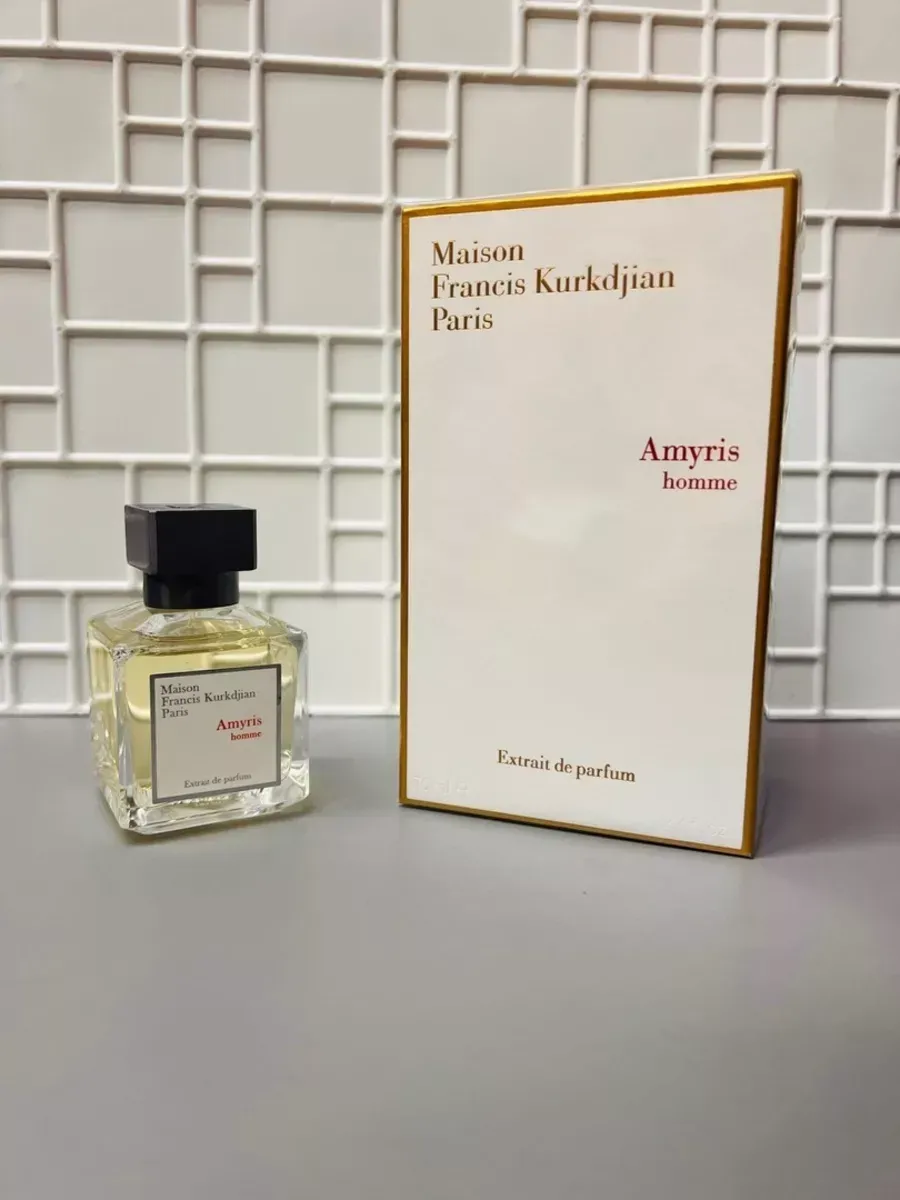 Maison
Francis Kurkdjian
Paris
Amyris
homme
Extrait de parfum
Maison
Francis Kurkdjian
Paris
Amyris
homme
Extrait de parfum